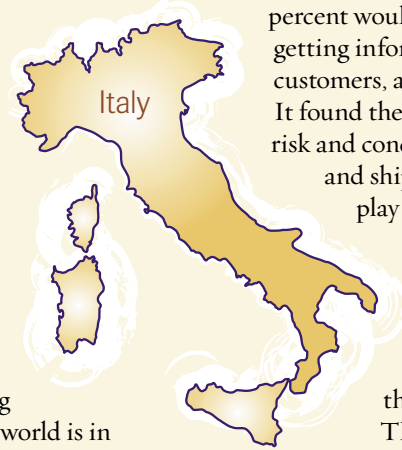 percent woul
getting infor
customers, a
It found the
risk and conc
and ship
play
Italy
g
world is in
th
Th